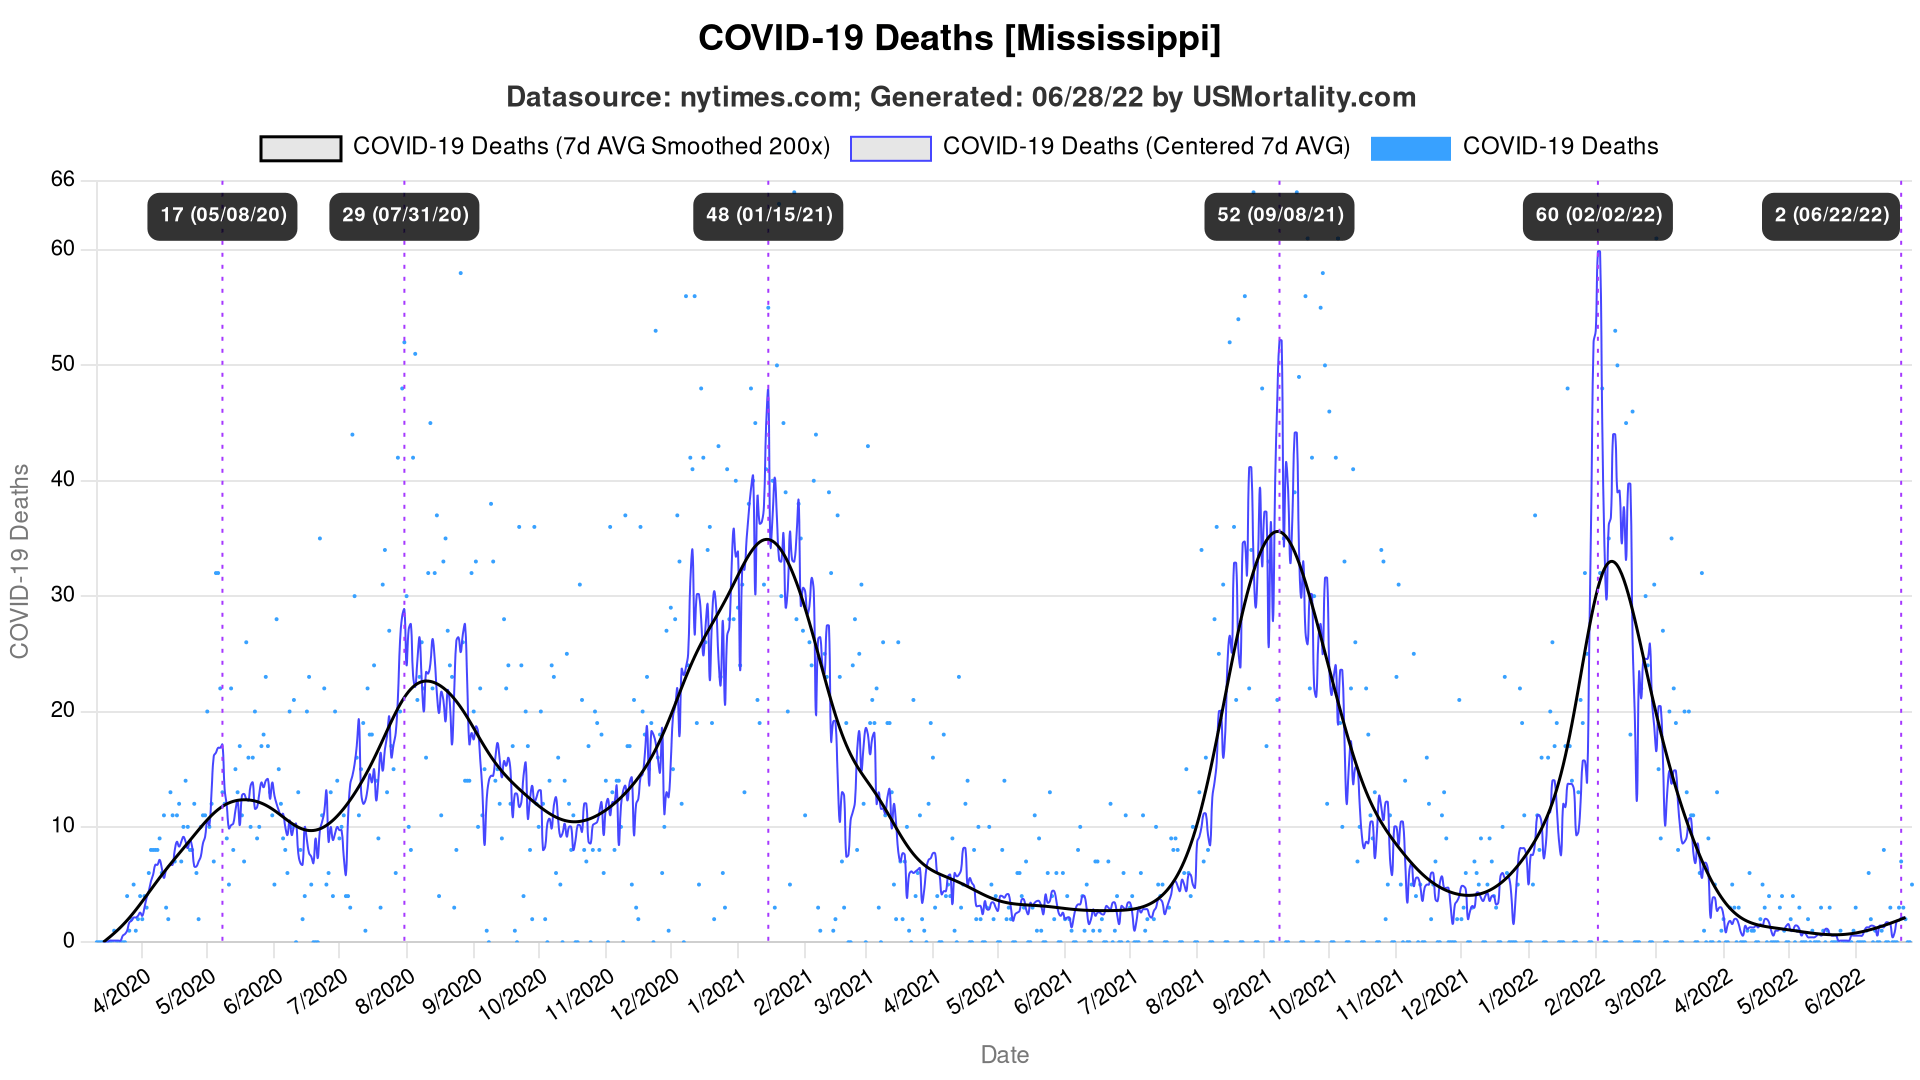 COVID-19 Deaths [Mississippi]
Datasource: nytimes.com; Generated: 06/28/22 by USMortality.com
COVID-19 Deaths (7d AVG Smoothed 200x) COVID-19 Deaths (Centered 7d AVG) COVID-19 Deaths
66
17 (05/08/20) 29 (07/31/20) 48 (01/15/21) 52 (09/08/21) 60 (02/02/22) 2 (06/22/22)
60
50
40
30
20
10
0
COVID-19 Deaths
4/2020 5/2020 6/2020 7/2020 8/2020 9/2020 10/2020 11/2020 12/2020 1/2021 2/2021 3/2021 4/2021 5/2021 6/2021 7/2021 8/2021 9/2021 10/2021 11/2021 12/2021 1/2022 2/2022 3/2022 4/2022 5/2022 6/2022
Date